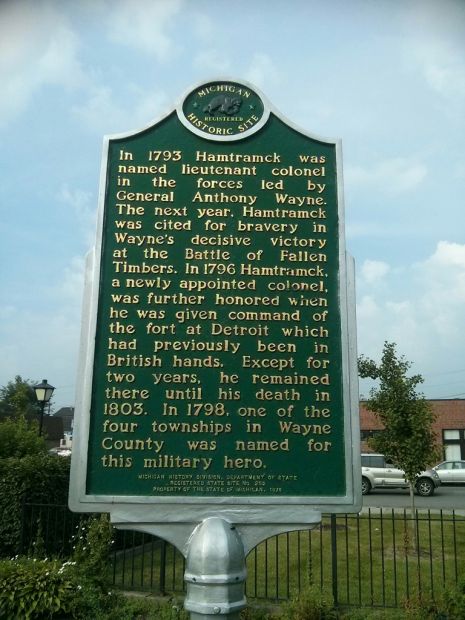 MICHIGAN
REGISTERED
HISTORIC SITE
In 1793 Hamtramck was
named lieutenant colonel
in the forces led by
General Anthony Wayne.
The next year, Hamtramck
was cited for bravery in
Wayne's decisive victory
at the Battle of Fallen
Timbers. In 1796 Hamtramck,
a newly appointed colonel,
was further honored when
he was given command of
the fort at Detroit which
had previously been in
British hands. Except for
two years, he remained
there until his death in
1803. In 1798, one of the
four townships in Wayne
County was named for
this military hero.
MICHIGAN HISTORY DIVISION, DEPARTMENT OF STATE
REGISTERED STATE SITE NO.
PROPERTY OF THE STATE OF MICHIGAN,